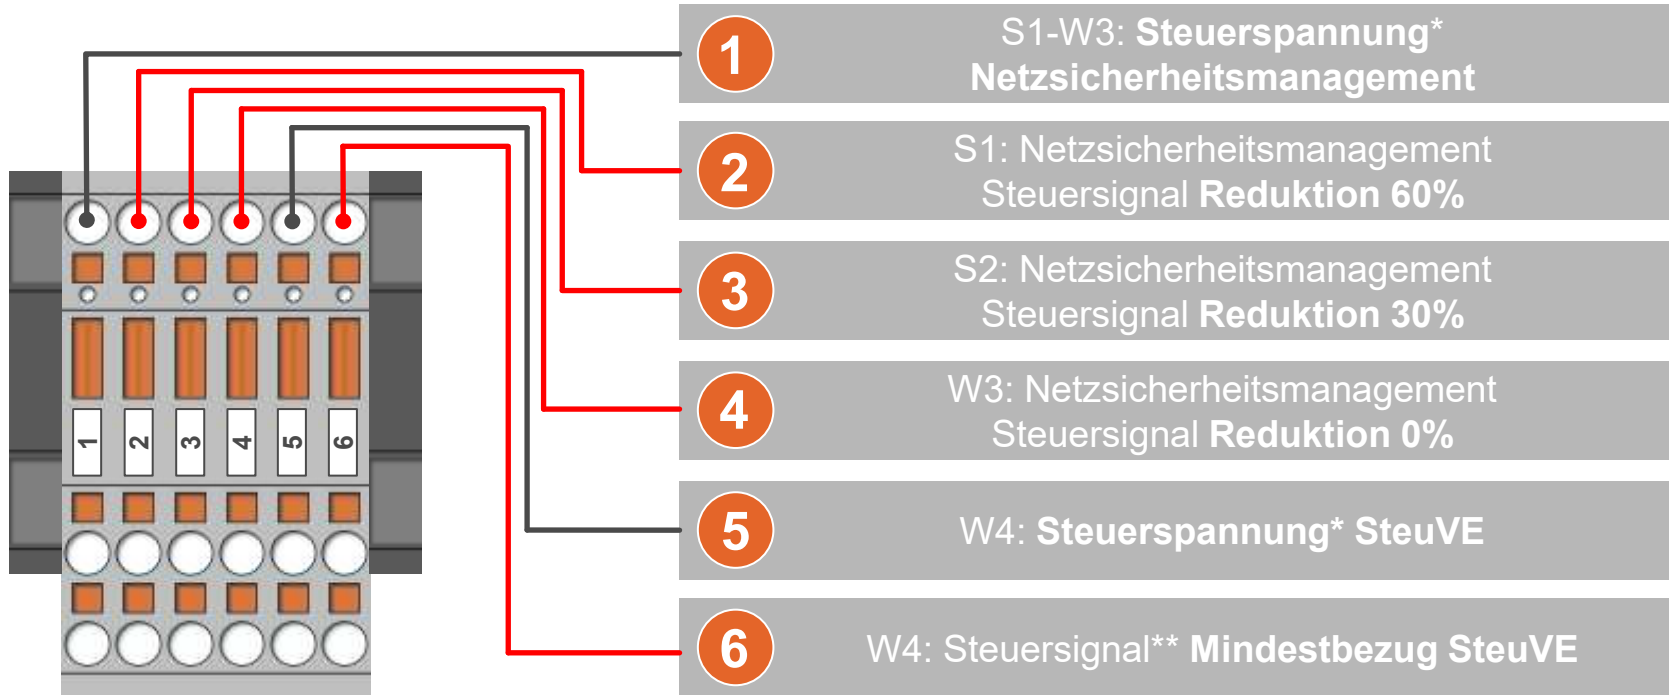 1
S1-W3: Steuerspannung*
Netzsicherheitsmanagement
2
S1: Netzsicherheitsmanagement
Steuersignal Reduktion 60%
3
S2: Netzsicherheitsmanagement
Steuersignal Reduktion 30%
4
W3: Netzsicherheitsmanagement
Steuersignal Reduktion 0%
5
W4: Steuerspannung* SteuVE
6
W4: Steuersignal** Mindestbezug SteuVE
1 2 3 4 5 6